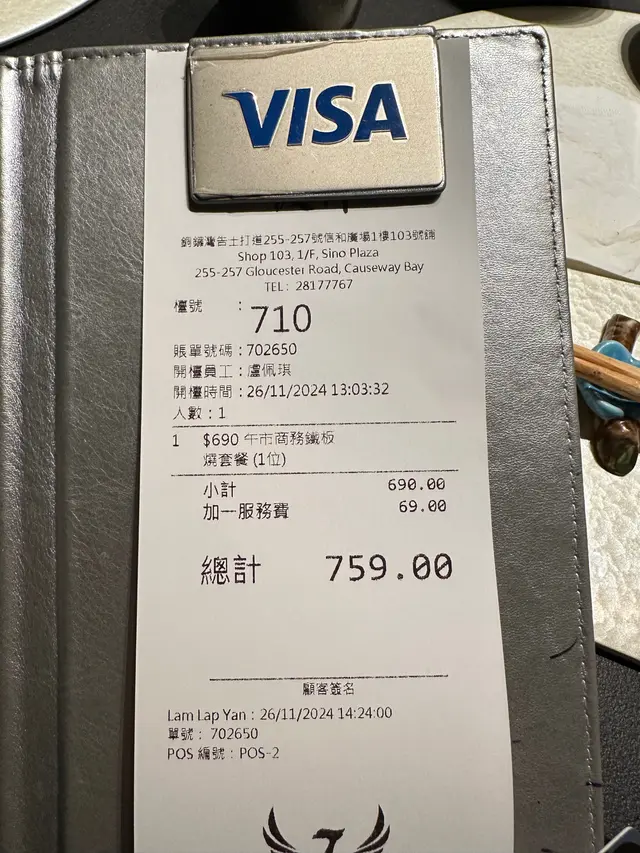 VISA
銅鑼灣告士打道255-257號信和廣場1樓103號舖
Shop 103, 1/F, Sino Plaza
255-257 Gloucester Road, Causeway Bay
TEL: 28177767
檯號 : 710
賬單號碼：702650
開檯員工：盧佩琪
開檯時間：26/11/2024 13:03:32
人數：1
1 $690 午市商務鐵板
燒套餐 (1位)
小計 690.00
加一服務費 69.00
總計 759.00
顧客簽名
Lam Lap Yan : 26/11/2024 14:24:00
單號： 702650
POS 編號：POS-2